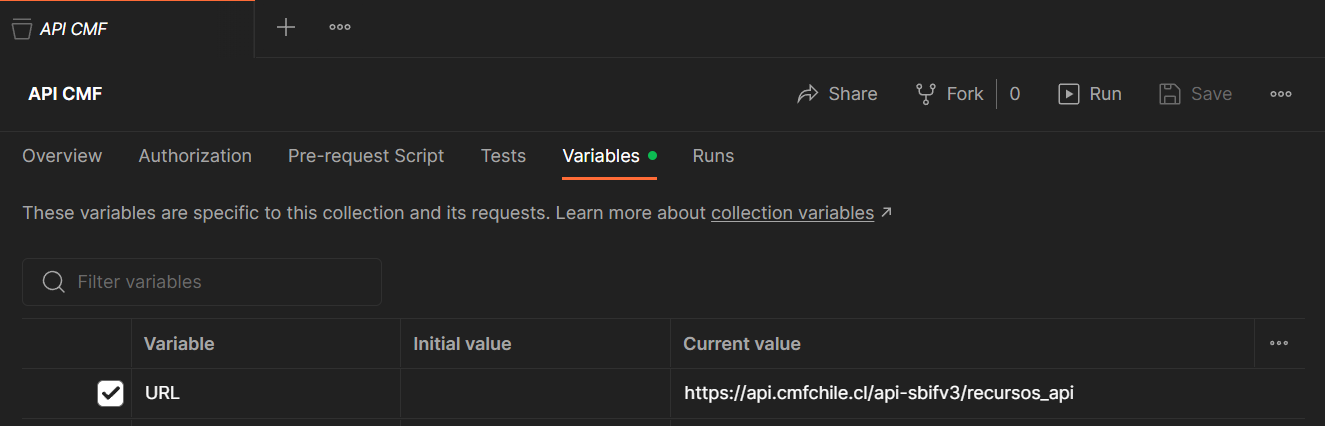 API CMF
API CMF Share Fork 0 Run Save
Overview Authorization Pre-request Script Tests Variables Runs
These variables are specific to this collection and its requests. Learn more about collection variables ↗
Filter variables
Variable Initial value Current value
URL https://api.cmfchile.cl/api-sbifv3/recursos_api